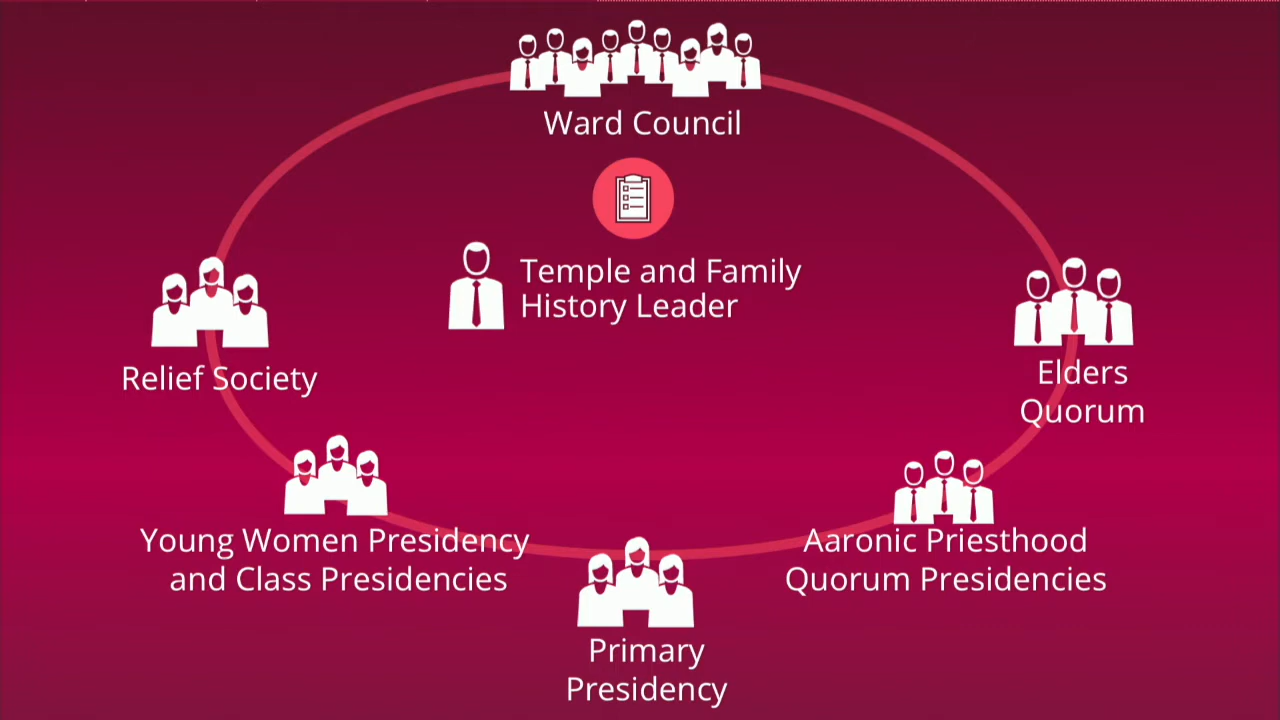 Ward Council
Temple and Family
History Leader
Relief Society
Elders
Quorum
Young Women Presidency
and Class Presidencies
Aaronic Priesthood
Quorum Presidencies
Primary
Presidency